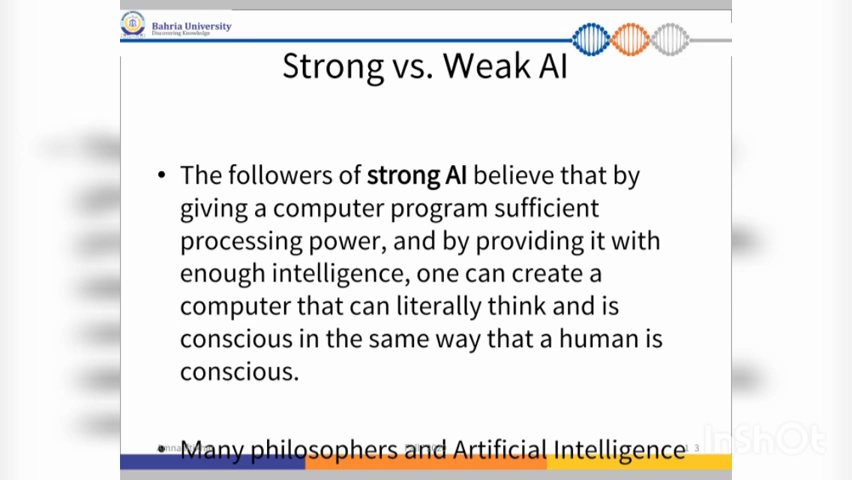 Bahria University
Discovering Knowledge
Strong vs. Weak AI
• The followers of strong AI believe that by
giving a computer program sufficient
processing power, and by providing it with
enough intelligence, one can create a
computer that can literally think and is
conscious in the same way that a human is
conscious.
• Many philosophers and Artificial Intelligence
1 3
InShOt